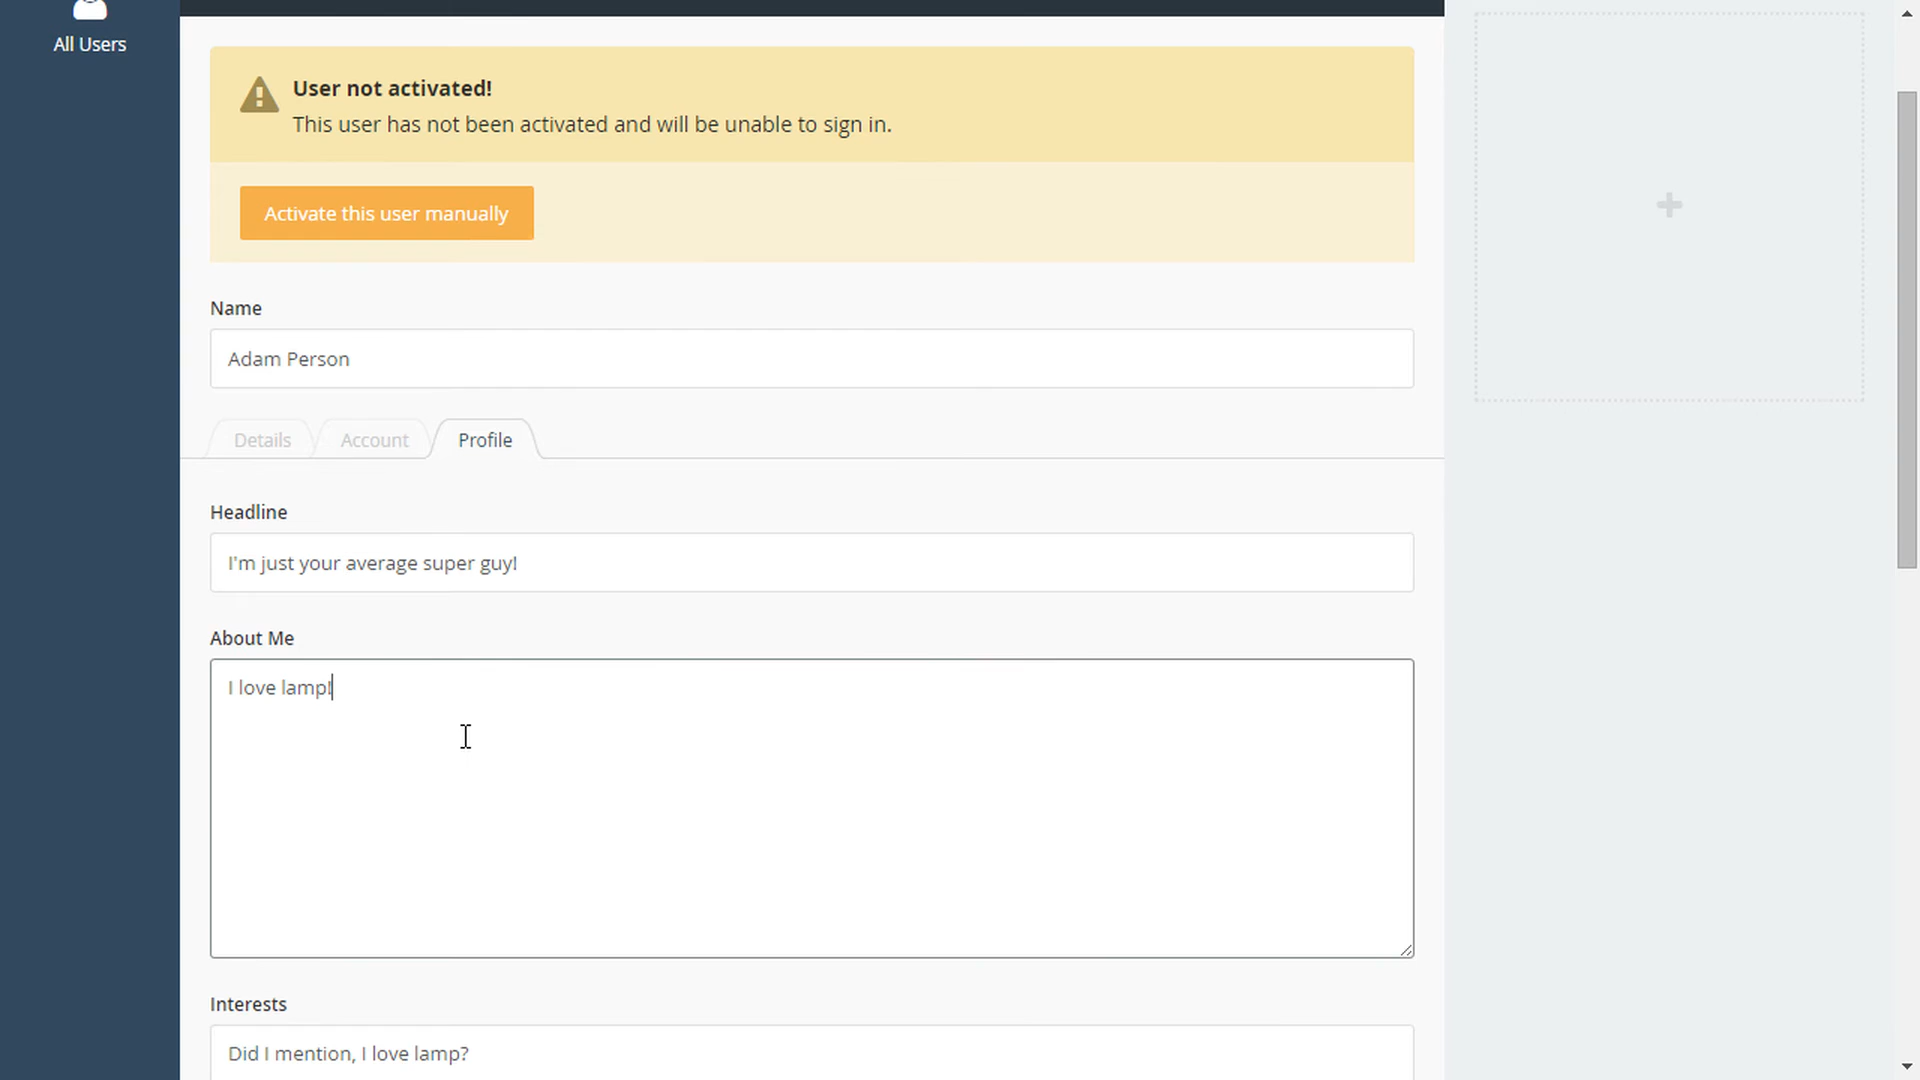 All Users
User not activated!
This user has not been activated and will be unable to sign in.
Activate this user manually
Name
Adam Person
Details
Account
Profile
Headline
I'm just your average super guy!
About Me
I love lamp!
Interests
Did I mention, I love lamp?